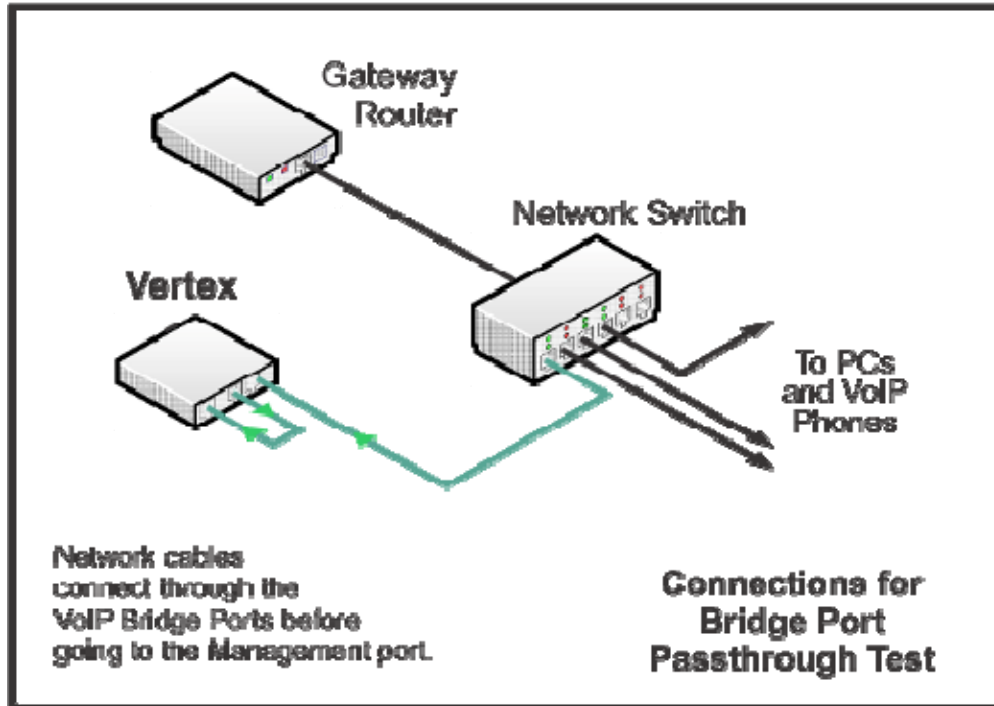 Gateway
Router
Network Switch
Vertex
To PCs
and VoIP
Phones
Network cables
connect through the
VoIP Bridge Ports before
going to the Management port.
Connections for
Bridge Port
Passthrough Test